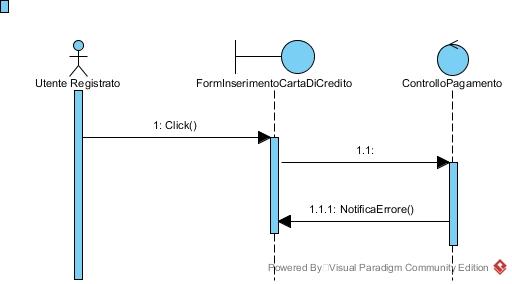 Utente Registrato
FormInserimentoCartaDiCredito
ControlloPagamento
1: Click()
1.1:
1.1.1: NotificaErrore()
Powered By Visual Paradigm Community Edition